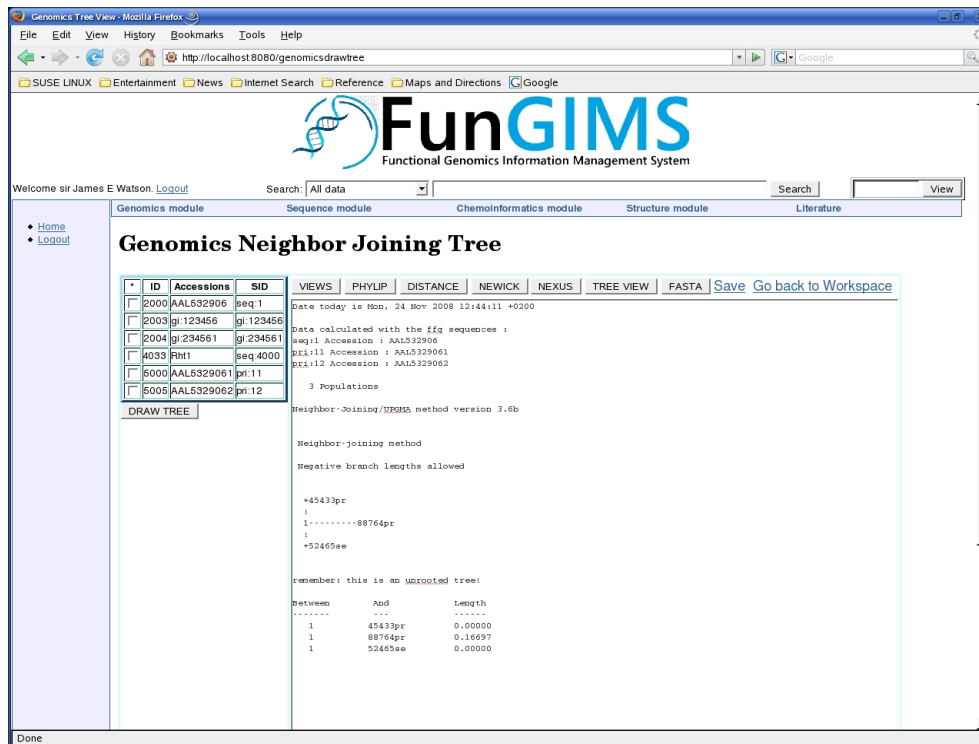 Genomics Tree View - Mozilla Firefox
File Edit View History Bookmarks Tools Help
http://localhost:8080/genomicsdrawtree
Google
SUSE LINUX Entertainment News Internet Search Reference Maps and Directions Google
FunGIMS
Functional Genomics Information Management System
Welcome sir James E Watson. Logout Search: All data Search View
Genomics module Sequence module Chemoinformatics module Structure module Literature
Home
Logout
Genomics Neighbor Joining Tree
* ID Accessions SID
2000 AAL532906 seq:1
2003 gi:123456 gi:123456
2004 gi:234561 gi:234561
4033 Rht1 seq:4000
5000 AAL5329061 pri:11
5005 AAL5329062 pri:12
DRAW TREE
VIEWS PHYLIP DISTANCE NEWICK NEXUS TREE VIEW FASTA Save Go back to Workspace
Date today is Mon, 24 Nov 2008 12:44:11 +0200
Data calculated with the ffg sequences :
seq:1 Accession : AAL532906
pri:11 Accession : AAL5329061
pri:12 Accession : AAL5329062
3 Populations
Neighbor-Joining/UPGMA method version 3.6b
Neighbor-joining method
Negative branch lengths allowed
+45433pr
!
1---------88764pr
!
+52465se
remember: this is an unrooted tree!
Between And Length
------- --- ------
1 45433pr 0.00000
1 88764pr 0.16697
1 52465se 0.00000
Done